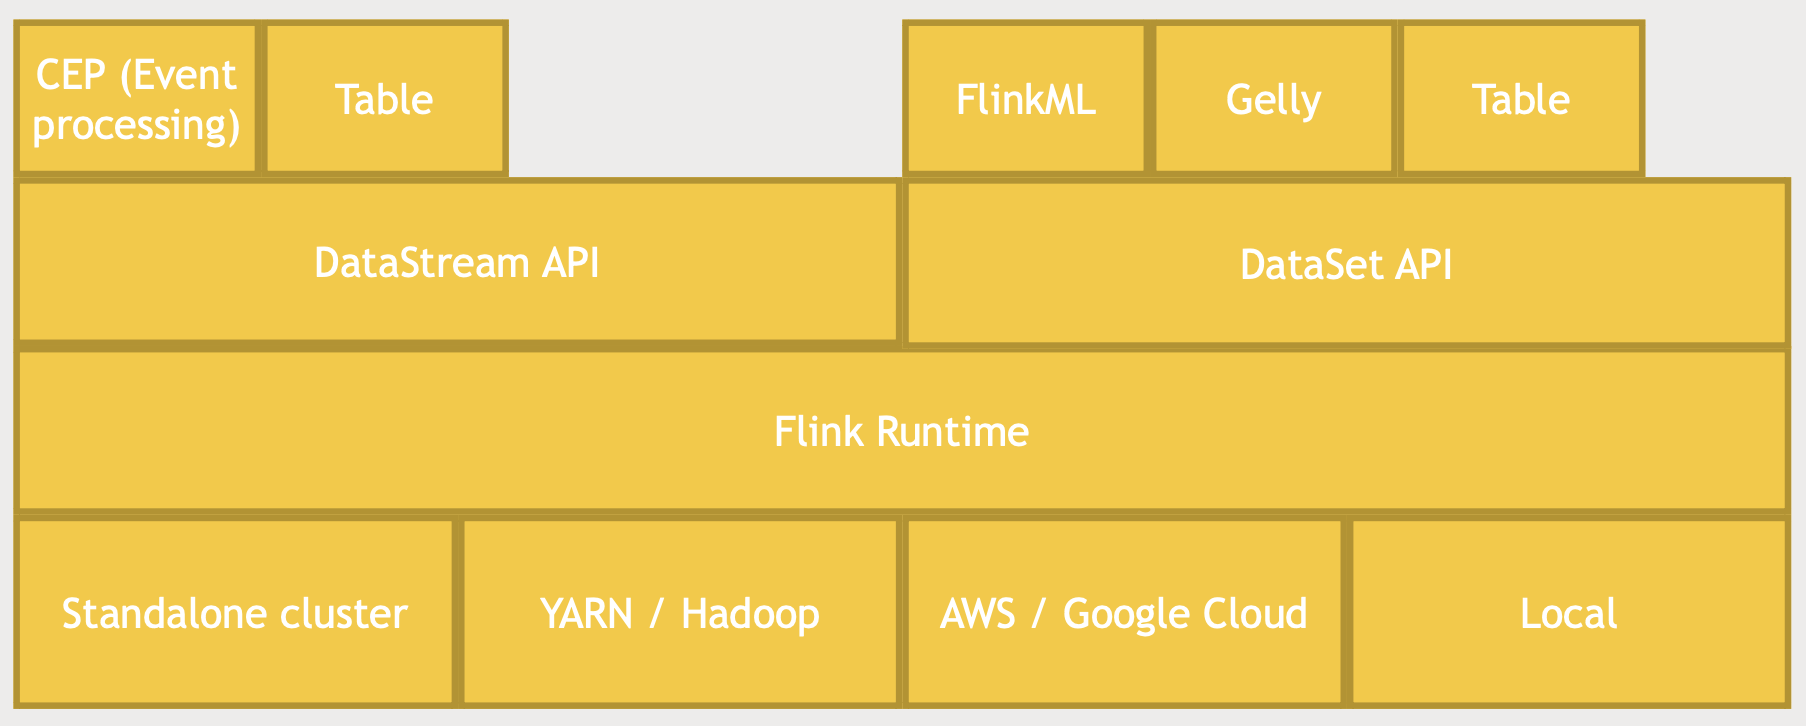 CEP (Event
processing)
Table
FlinkML
Gelly
Table
DataStream API
DataSet API
Flink Runtime
Standalone cluster
YARN / Hadoop
AWS / Google Cloud
Local